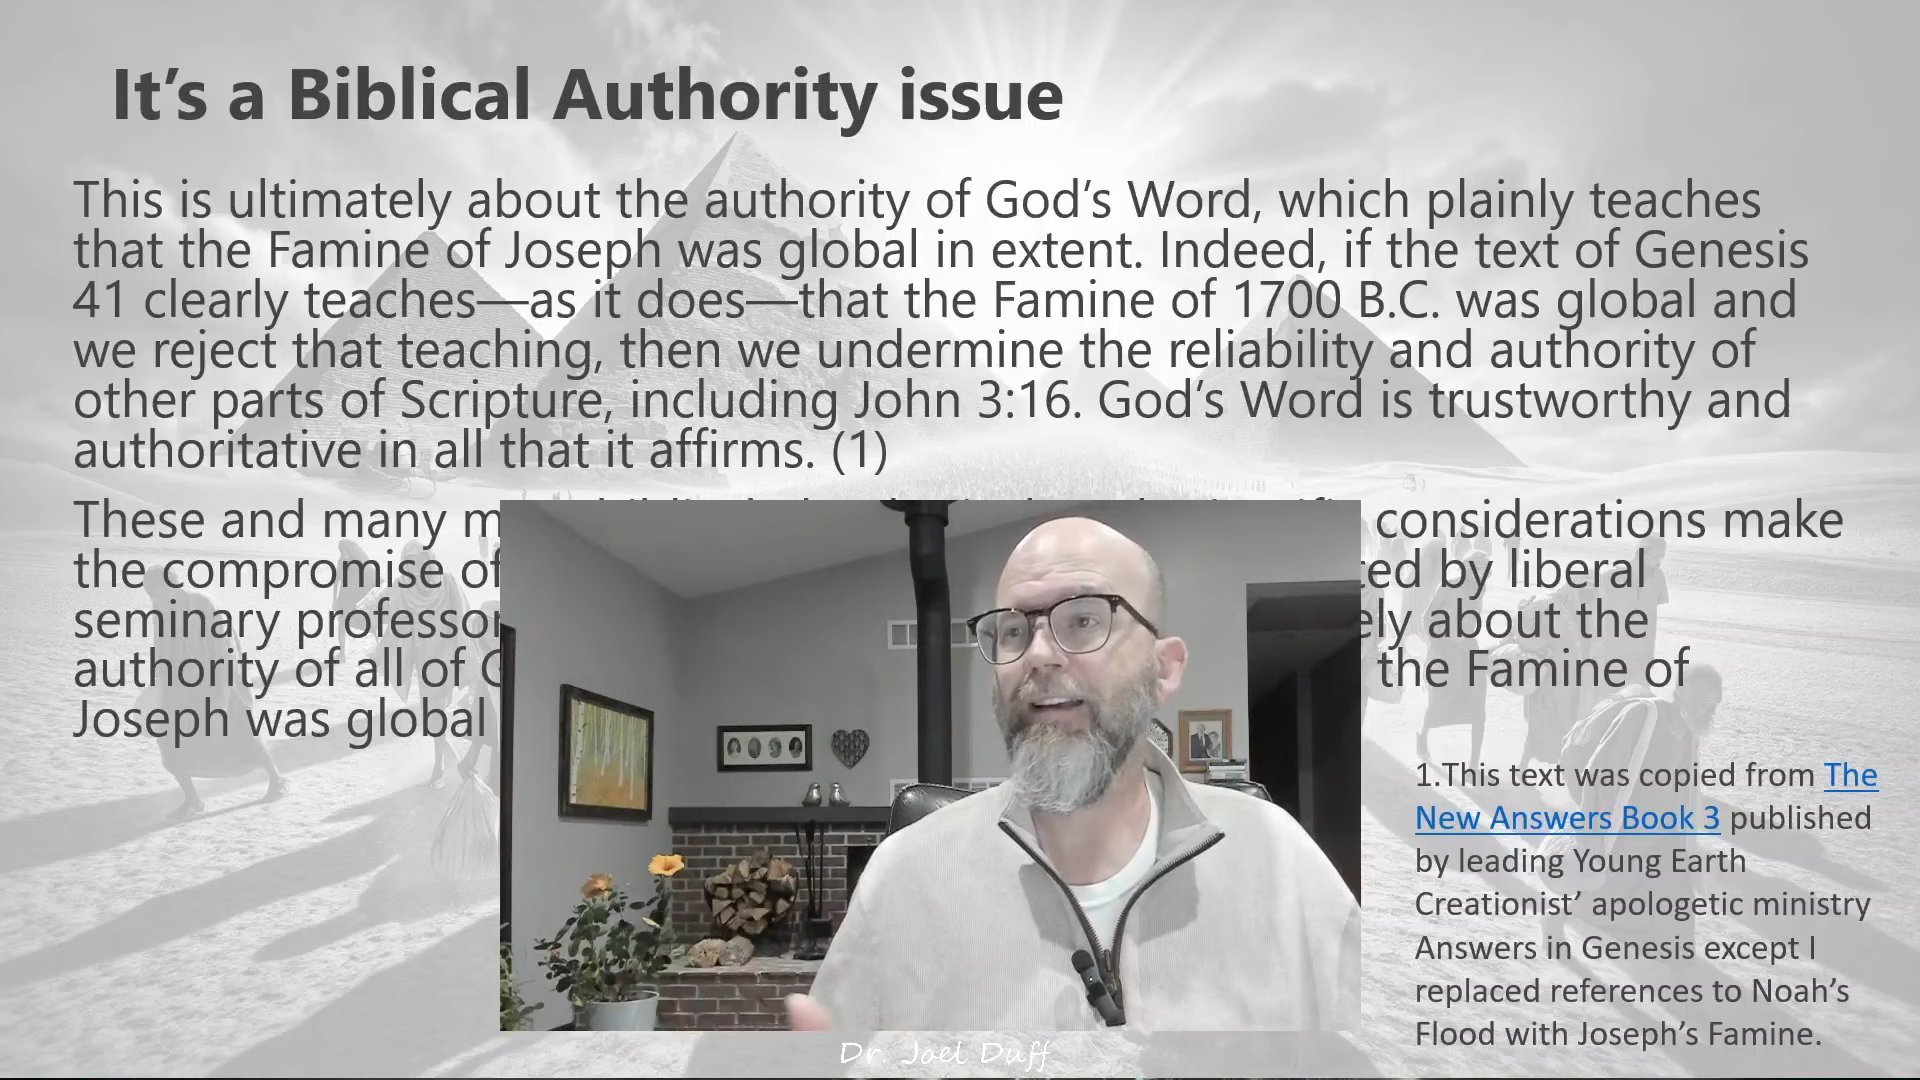 It’s a Biblical Authority issue
This is ultimately about the authority of God’s Word, which plainly teaches
that the Famine of Joseph was global in extent. Indeed, if the text of Genesis
41 clearly teaches—as it does—that the Famine of 1700 B.C. was global and
we reject that teaching, then we undermine the reliability and authority of
other parts of Scripture, including John 3:16. God’s Word is trustworthy and
authoritative in all that it affirms. (1)
These and many considerations make
the compromise of by liberal
seminary about the
authority of all of the Famine of
Joseph was global
1.This text was copied from The
New Answers Book 3 published
by leading Young Earth
Creationist’ apologetic ministry
Answers in Genesis except I
replaced references to Noah’s
Flood with Joseph’s Famine.
Dr. Joel Duff